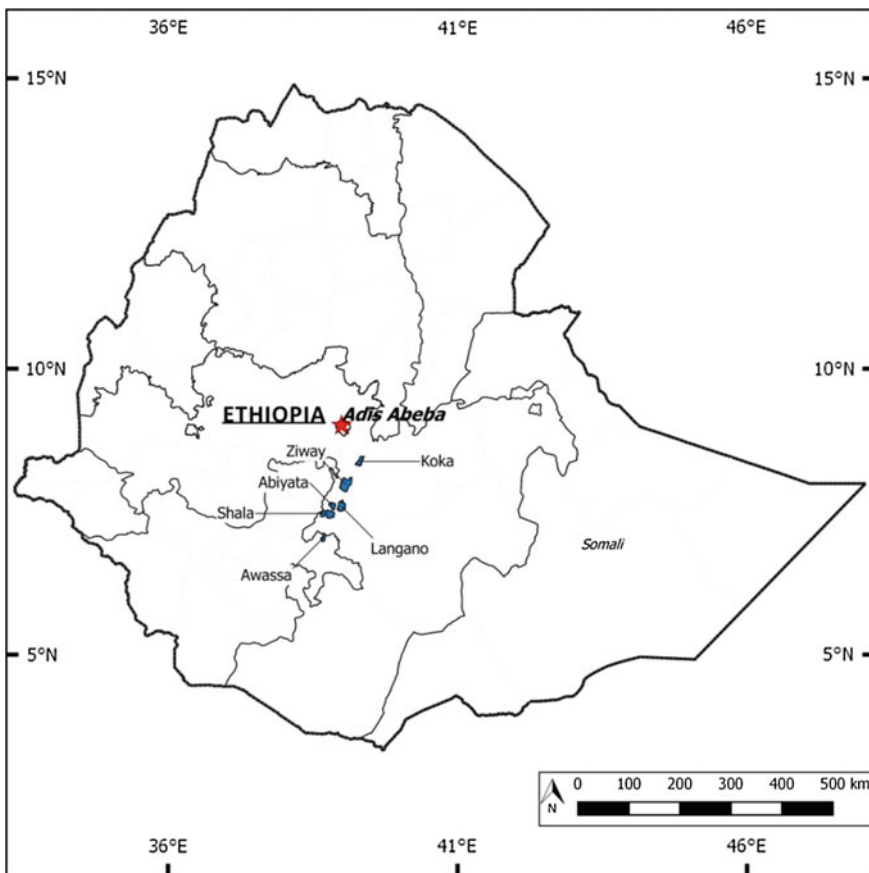 36°E 41°E 46°E
15°N 15°N
10°N 10°N
ETHIOPIA Adis Abeba
Ziway
Koka
Abiyata
Shala
Langano
Somali
Awassa
5°N 5°N
0 100 200 300 400 500 km
N
36°E 41°E 46°E